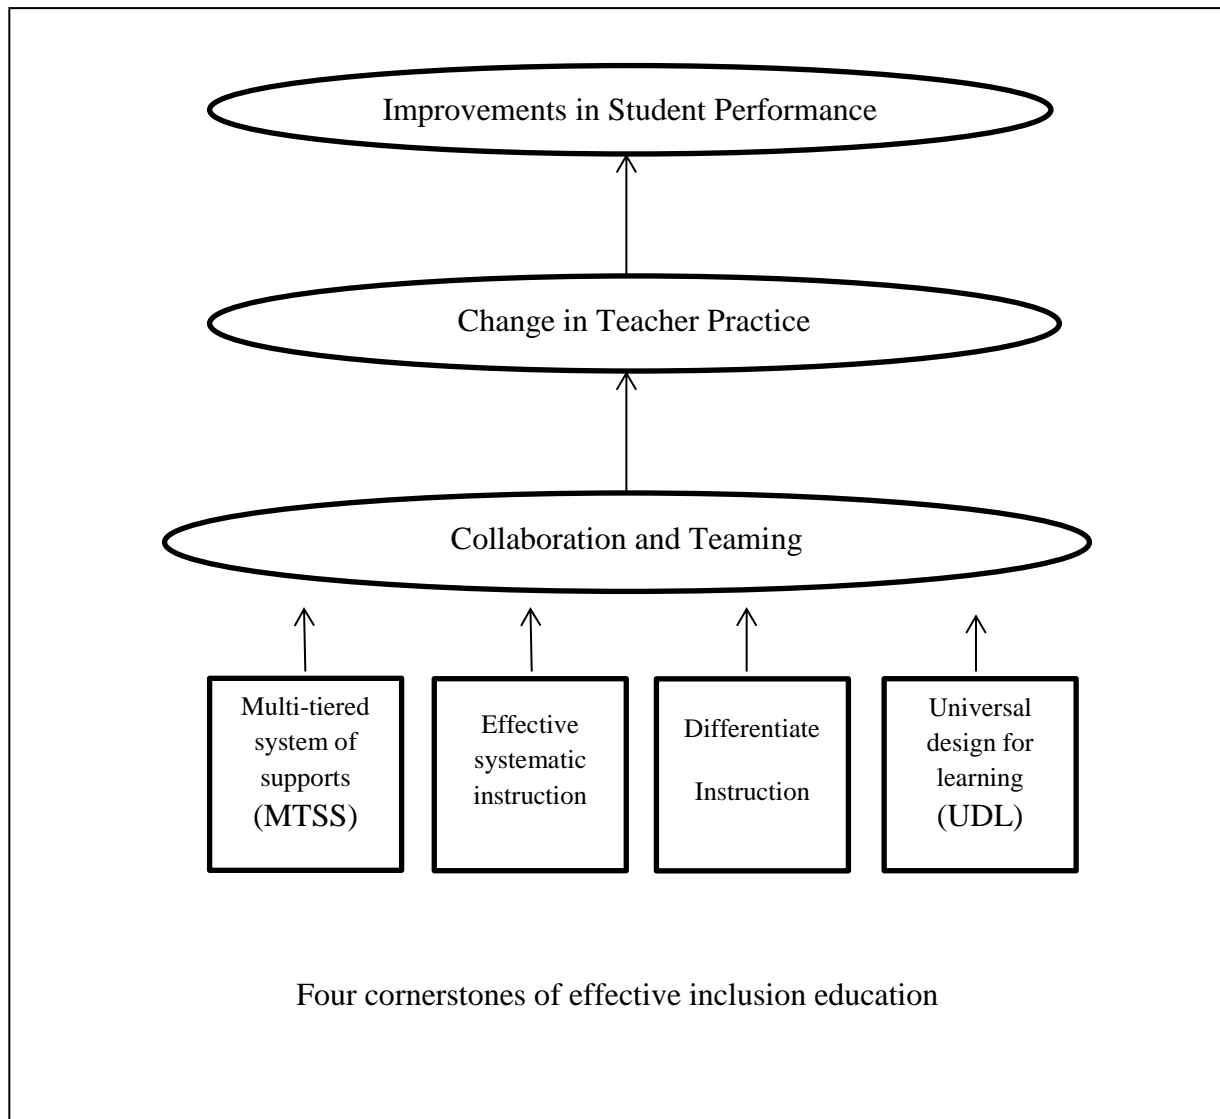 Improvements in Student Performance
Change in Teacher Practice
Collaboration and Teaming
Multi-tiered
system of
supports
(MTSS)
Effective
systematic
instruction
Differentiate
Instruction
Universal
design for
learning
(UDL)
Four cornerstones of effective inclusion education